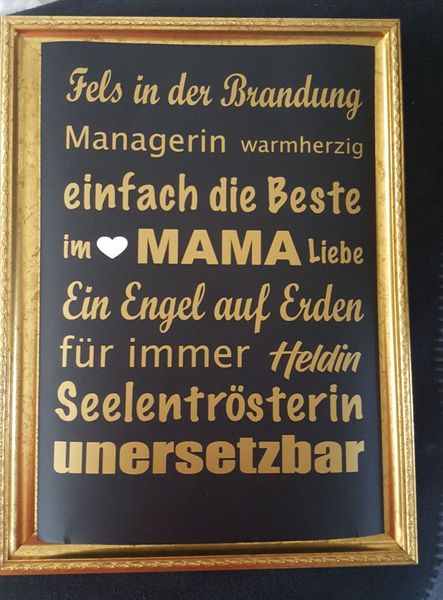 Fels in der Brandung
Managerin warmherzig
einfach die Beste
im MAMA Liebe
Ein Engel auf Erden
für immer Heldin
Seelentrösterin
unersetzbar